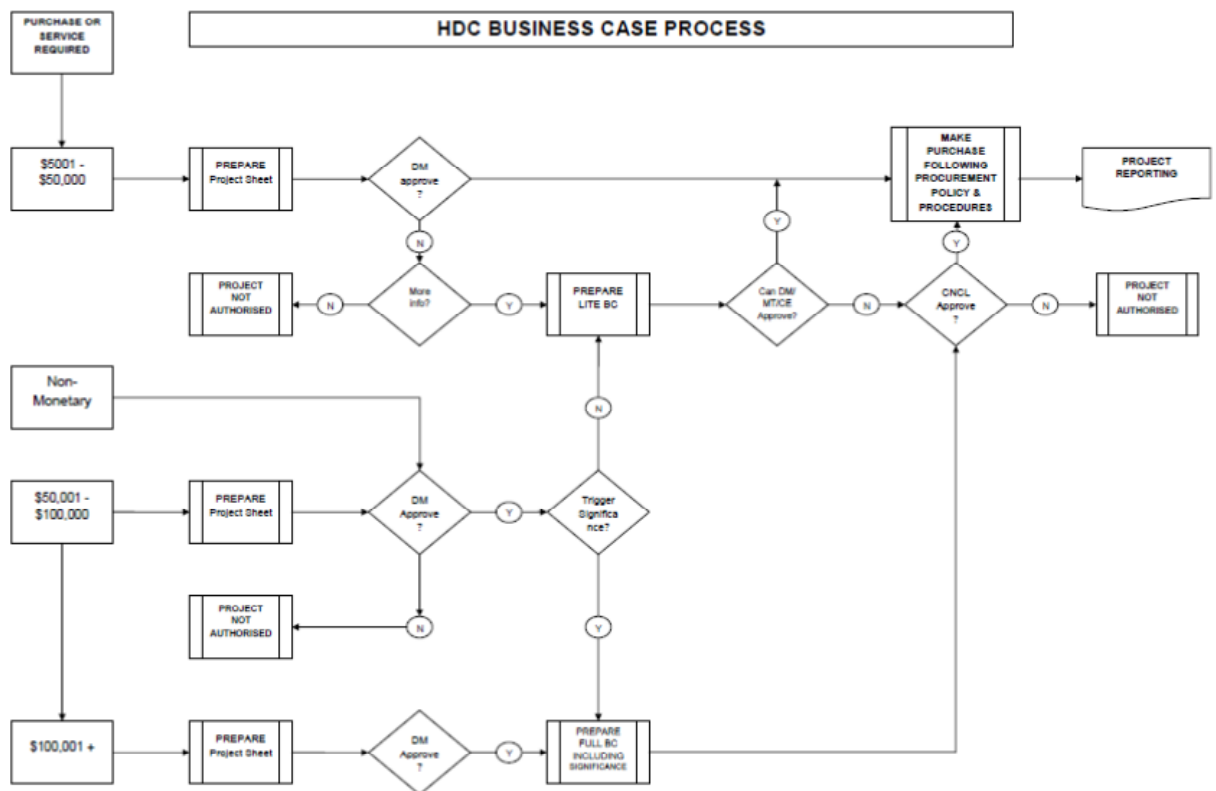 PURCHASE OR
SERVICE
REQUIRED
HDC BUSINESS CASE PROCESS
$5001 -
$50,000
PREPARE
Project Sheet
DM
approve
?
MAKE
PURCHASE
FOLLOWING
PROCUREMENT
POLICY &
PROCEDURES
PROJECT
REPORTING
N
Y
Y
PROJECT
NOT
AUTHORISED
N
More
info?
Y
PREPARE
LITE BC
Can DM/
MT/CE
Approve?
N
CNCL
Approve
?
N
PROJECT
NOT
AUTHORISED
Non-
Monetary
N
$50,001 -
$100,000
PREPARE
Project Sheet
DM
Approve
?
Y
Trigger
Significa
nce?
PROJECT
NOT
AUTHORISED
N
Y
$100,001 +
PREPARE
Project Sheet
DM
Approve
?
Y
PREPARE
FULL BC
INCLUDING
SIGNIFICANCE